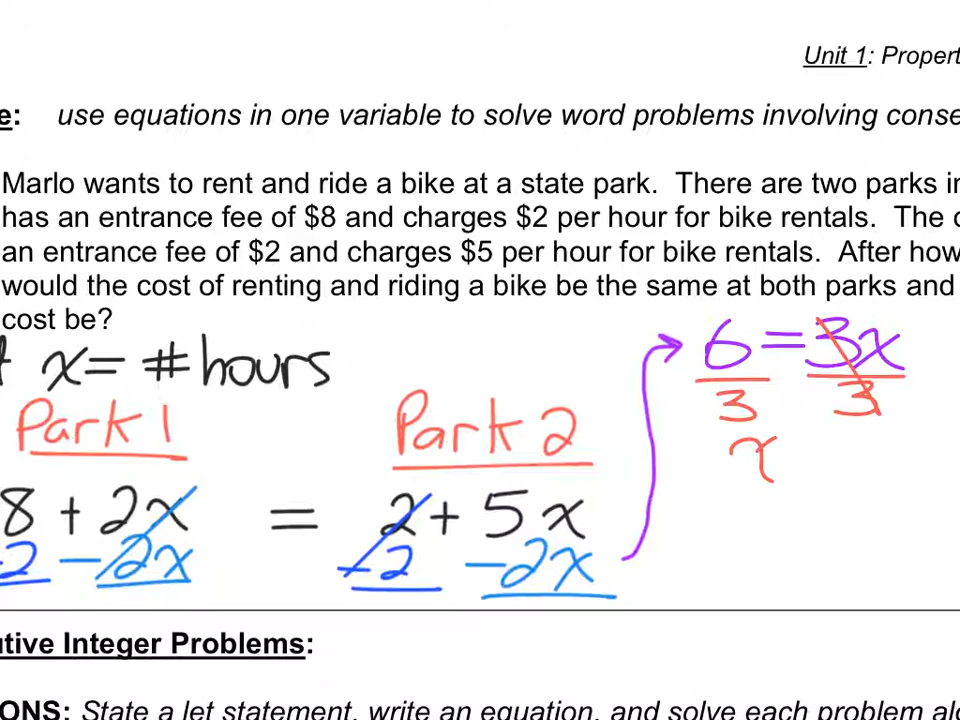 Unit 1: Propert
e: use equations in one variable to solve word problems involving conse
Marlo wants to rent and ride a bike at a state park. There are two parks in
has an entrance fee of $8 and charges $2 per hour for bike rentals. The o
an entrance fee of $2 and charges $5 per hour for bike rentals. After how
would the cost of renting and riding a bike be the same at both parks and
cost be?
t x = # hours
6 = 3x
3 3
x
Park 1 Park 2
8 + 2x = 2 + 5x
-2 -2x -2 -2x
utive Integer Problems:
ONS: State a let statement, write an equation, and solve each problem alg